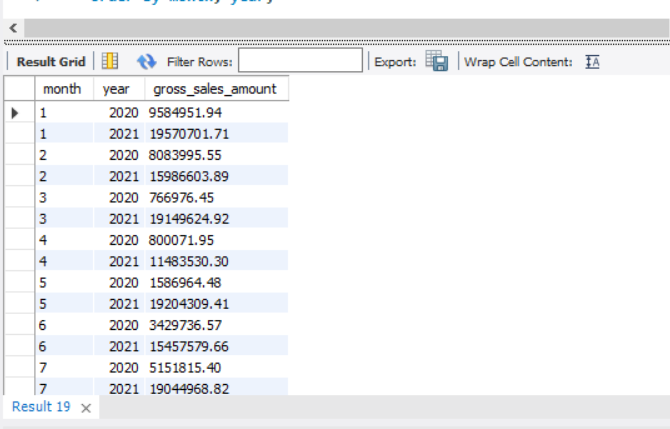 order by month, year;
Result Grid Filter Rows: Export: Wrap Cell Content: IA
month year gross_sales_amount
1 2020 9584951.94
1 2021 19570701.71
2 2020 8083995.55
2 2021 15986603.89
3 2020 766976.45
3 2021 19149624.92
4 2020 800071.95
4 2021 11483530.30
5 2020 1586964.48
5 2021 19204309.41
6 2020 3429736.57
6 2021 15457579.66
7 2020 5151815.40
7 2021 19044968.82
Result 19